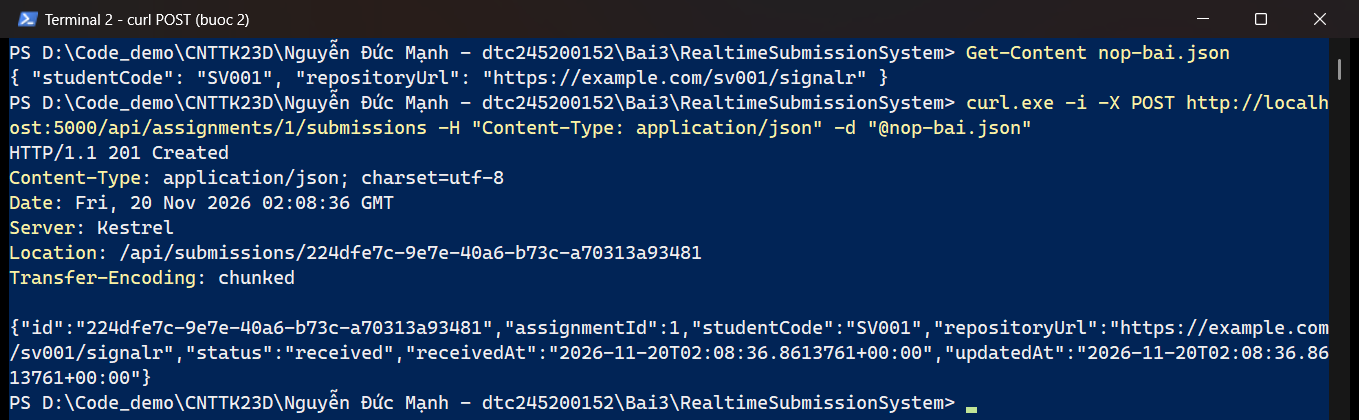 Terminal 2 - curl POST (buoc 2)
PS D:\Code_demo\CNTTK23D\Nguyễn Đức Mạnh - dtc245200152\Bai3\RealtimeSubmissionSystem> Get-Content nop-bai.json
{ "studentCode": "SV001", "repositoryUrl": "https://example.com/sv001/signalr" }
PS D:\Code_demo\CNTTK23D\Nguyễn Đức Mạnh - dtc245200152\Bai3\RealtimeSubmissionSystem> curl.exe -i -X POST http://localh
ost:5000/api/assignments/1/submissions -H "Content-Type: application/json" -d "@nop-bai.json"
HTTP/1.1 201 Created
Content-Type: application/json; charset=utf-8
Date: Fri, 20 Nov 2026 02:08:36 GMT
Server: Kestrel
Location: /api/submissions/224dfe7c-9e7e-40a6-b73c-a70313a93481
Transfer-Encoding: chunked
{"id":"224dfe7c-9e7e-40a6-b73c-a70313a93481","assignmentId":1,"studentCode":"SV001","repositoryUrl":"https://example.com
/sv001/signalr","status":"received","receivedAt":"2026-11-20T02:08:36.8613761+00:00","updatedAt":"2026-11-20T02:08:36.86
13761+00:00"}
PS D:\Code_demo\CNTTK23D\Nguyễn Đức Mạnh - dtc245200152\Bai3\RealtimeSubmissionSystem>